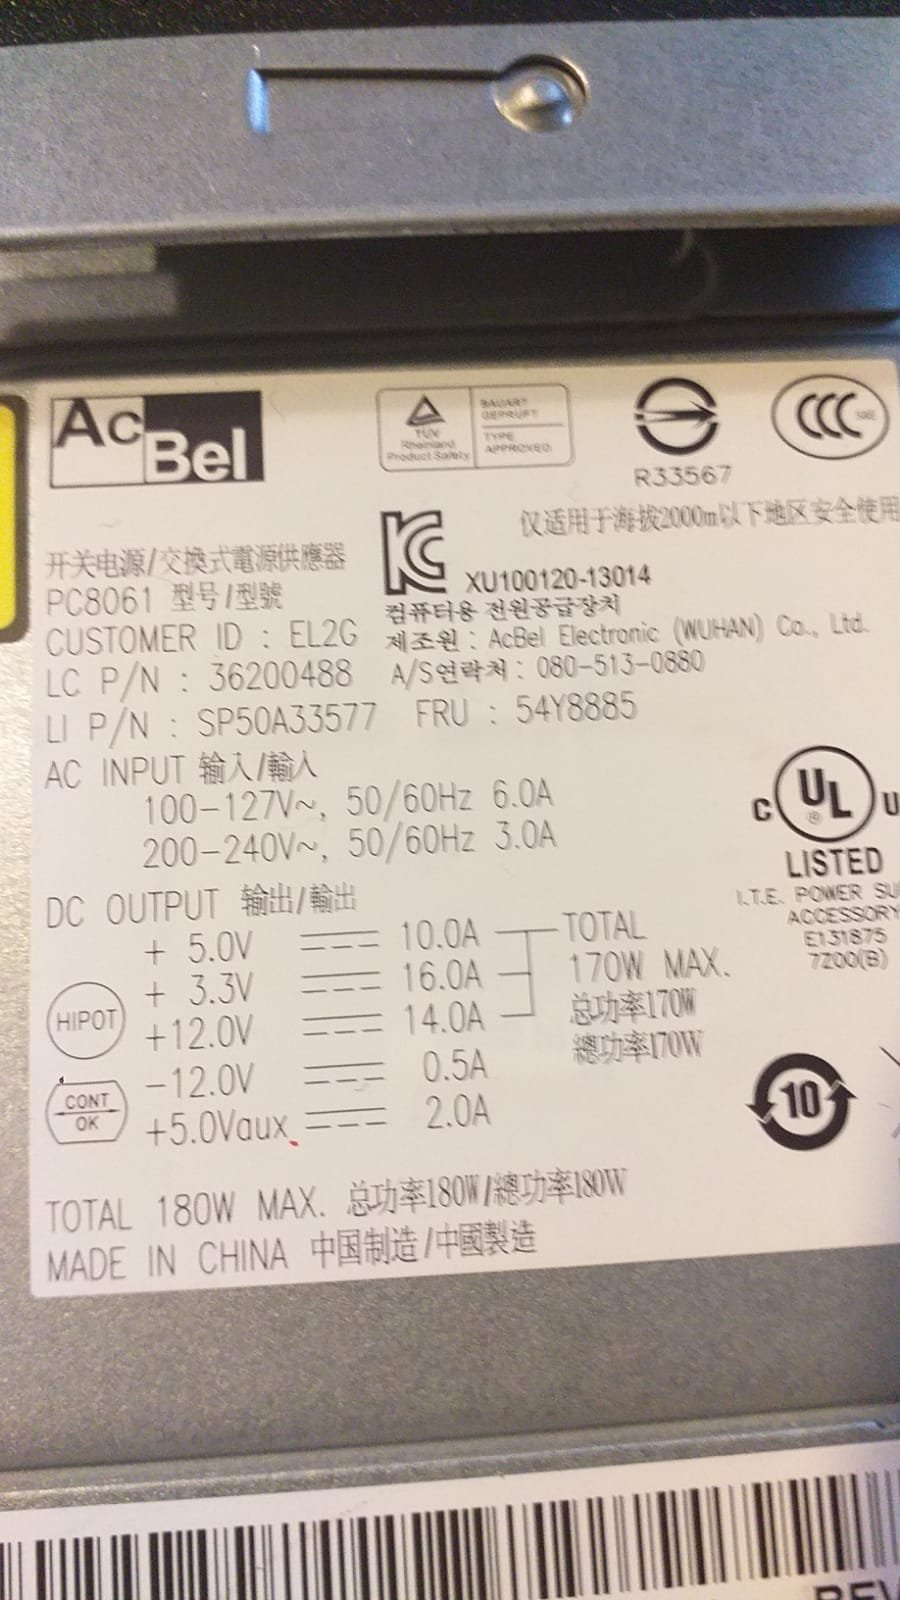 AcBel
TÜV
Rheinland
Product Safety
BAUART
GEPRÜFT
TYPE
APPROVED
R33567
CCC
仅适用于海拔2000m以下地区安全使用
开关电源/交換式電源供應器
XU100120-13014
PC8061 型号/型號
컴퓨터용 전원공급장치
CUSTOMER ID : EL2G
제조원 : AcBel Electronic (WUHAN) Co., Ltd.
LC P/N : 36200488
A/S연락처 : 080-513-0880
LI P/N : SP50A33577 FRU : 54Y8885
AC INPUT 输入/輸入
100-127V~, 50/60Hz 6.0A
200-240V~, 50/60Hz 3.0A
C UL ® U
LISTED
I.T.E. POWER SU
ACCESSORY
E131875
7Z00(B)
DC OUTPUT 输出/輸出
+ 5.0V 10.0A TOTAL
+ 3.3V 16.0A 170W MAX.
HIPOT
+12.0V 14.0A 总功率170W
總功率170W
-12.0V 0.5A
CONT
OK
+5.0Vaux 2.0A
10
TOTAL 180W MAX. 总功率180W/總功率180W
MADE IN CHINA 中国制造/中國製造
REV